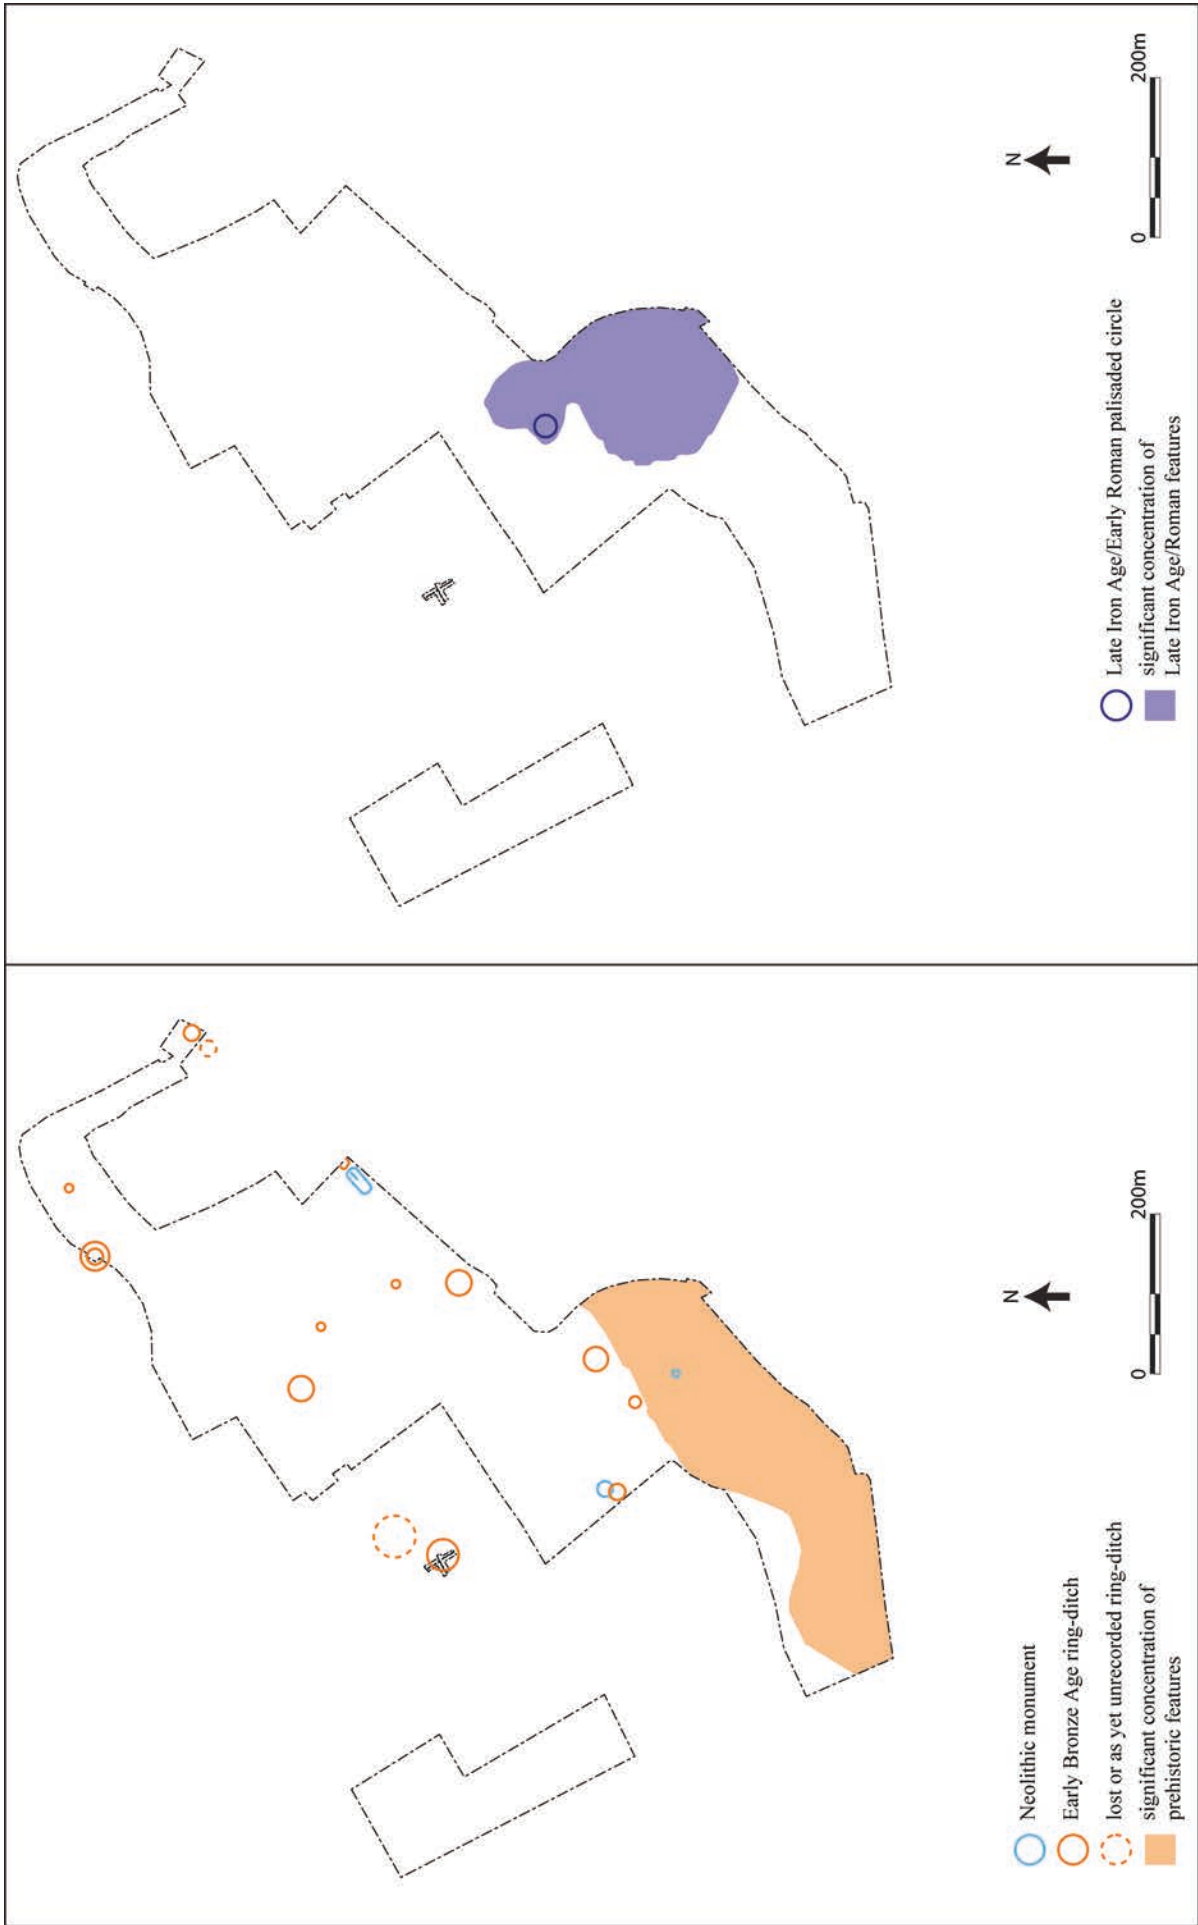 Neolithic monument
Early Bronze Age ring-ditch
lost or as yet unrecorded ring-ditch
significant concentration of
prehistoric features
N
0
200m
Late Iron Age/Early Roman palisaded circle
significant concentration of
Late Iron Age/Roman features
N
0
200m